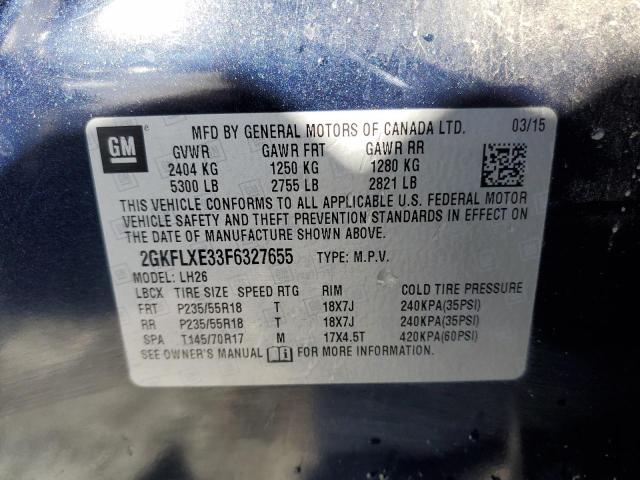 GM
MFD BY GENERAL MOTORS OF CANADA LTD. 03/15
GVWR GAWR FRT GAWR RR
2404 KG 1250 KG 1280 KG
5300 LB 2755 LB 2821 LB
THIS VEHICLE CONFORMS TO ALL APPLICABLE U.S. FEDERAL MOTOR
VEHICLE SAFETY AND THEFT PREVENTION STANDARDS IN EFFECT ON
THE DATE OF MANUFACTURE SHOWN ABOVE.
2GKFLXE33F6327655 TYPE: M.P.V.
MODEL: LH26
LBCX TIRE SIZE SPEED RTG RIM COLD TIRE PRESSURE
FRT P235/55R18 T 18X7J 240KPA(35PSI)
RR P235/55R18 T 18X7J 240KPA(35PSI)
SPA T145/70R17 M 17X4.5T 420KPA(60PSI)
SEE OWNER'S MANUAL FOR MORE INFORMATION.